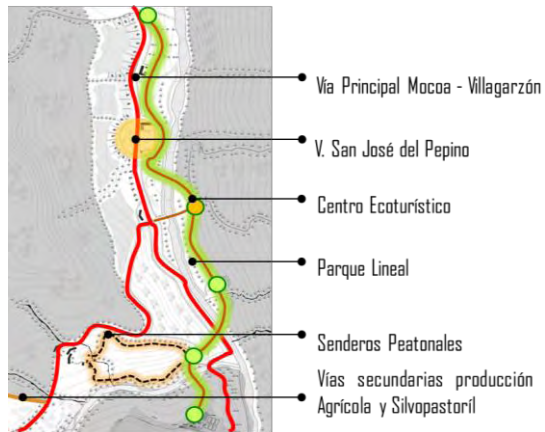 Vía Principal Mocoa - Villagarzón
V. San José del Pepino
Centro Ecoturístico
Parque Lineal
Senderos Peatonales
Vías secundarias producción
Agrícola y Silvopastoríl